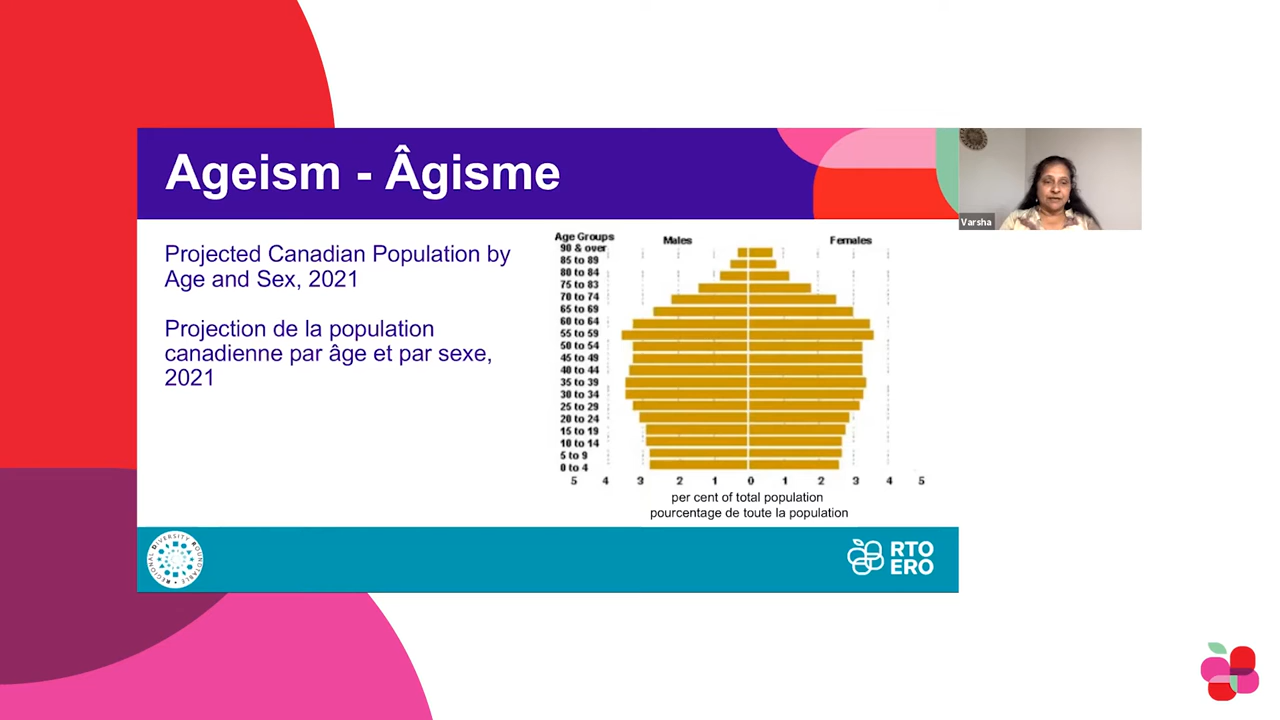 Ageism - Âgisme
Varsha
Projected Canadian Population by
Age and Sex, 2021
Projection de la population
canadienne par âge et par sexe,
2021
Age Groups
Males
Females
90 & over
85 to 89
80 to 84
75 to 83
70 to 74
65 to 69
60 to 64
55 to 59
50 to 54
45 to 49
40 to 44
35 to 39
30 to 34
25 to 29
20 to 24
15 to 19
10 to 14
5 to 9
0 to 4
5 4 3 2 1 0 1 2 3 4 5
per cent of total population
pourcentage de toute la population
REGIONAL DIVERSITY ROUNDTABLE
RTO
ERO